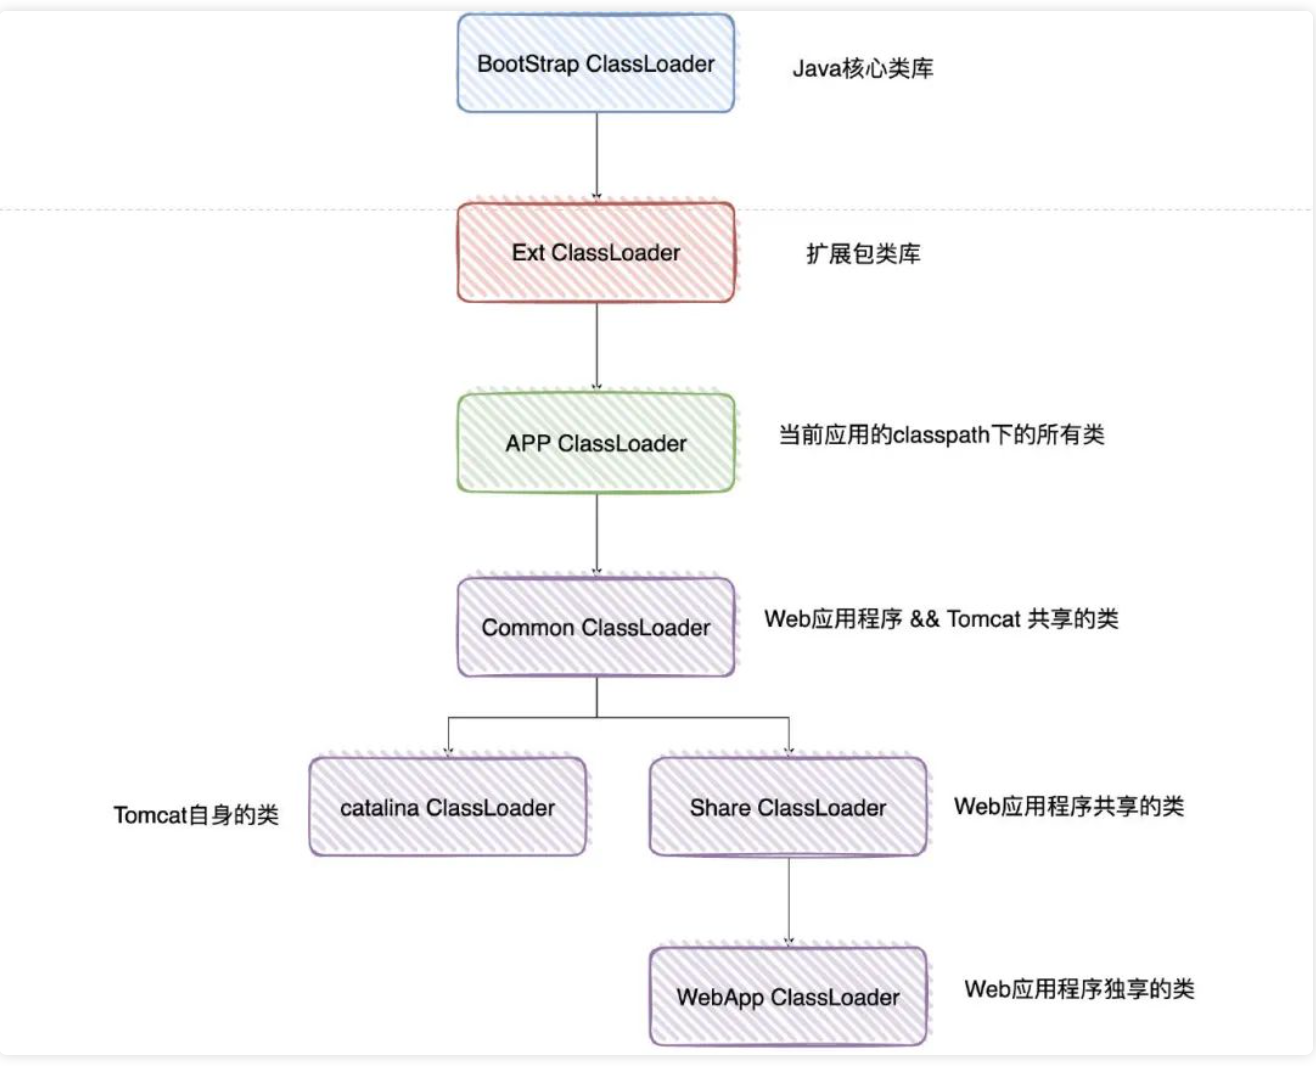 BootStrap ClassLoader
Java核心类库
Ext ClassLoader
扩展包类库
APP ClassLoader
当前应用的classpath下的所有类
Common ClassLoader
Web应用程序 && Tomcat 共享的类
Tomcat自身的类
catalina ClassLoader
Share ClassLoader
Web应用程序共享的类
WebApp ClassLoader
Web应用程序独享的类